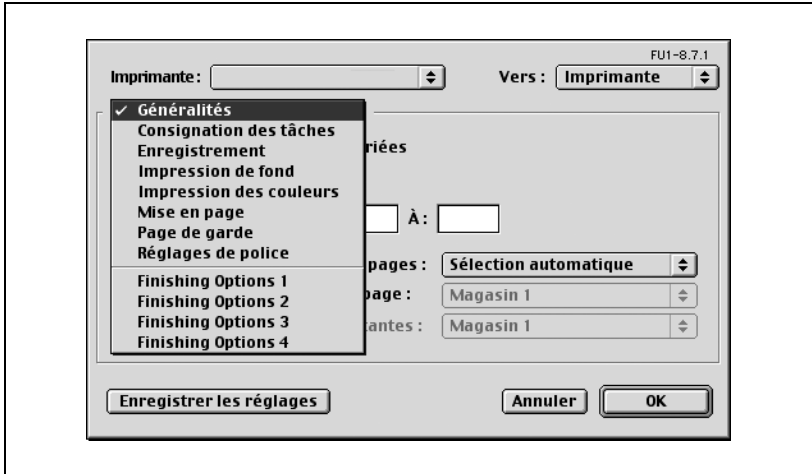 FU1-8.7.1
Imprimante : Vers : Imprimante
✓ Généralités
Consignation des tâches
Enregistrement
Impression de fond
Impression des couleurs
Mise en page
Page de garde
Réglages de police
Finishing Options 1
Finishing Options 2
Finishing Options 3
Finishing Options 4
riées
À :
pages : Sélection automatique
page : Magasin 1
tantes : Magasin 1
Enregistrer les réglages Annuler OK